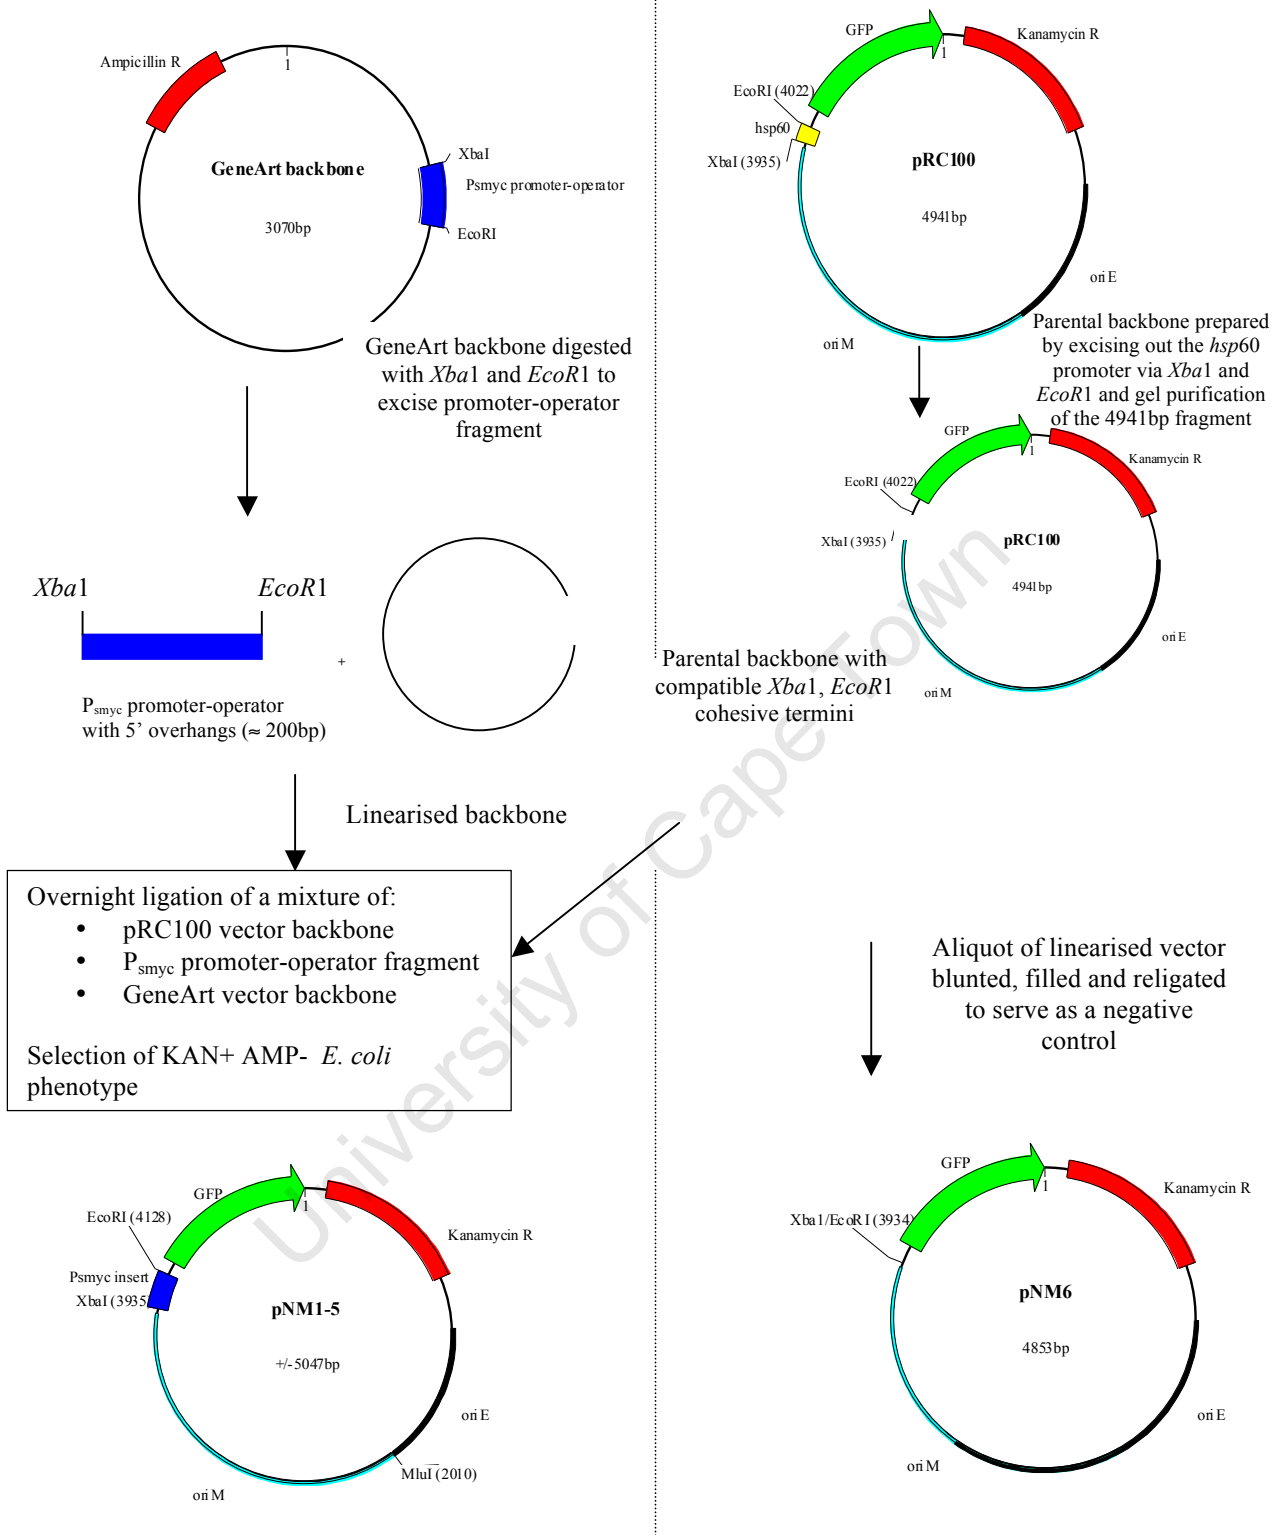 Ampicillin R
1
XbaI
GeneArt backbone
Psmyc promoter-operator
3070bp
EcoRI
GeneArt backbone digested
with Xba1 and EcoR1 to
excise promoter-operator
fragment
Xba1
EcoR1
+
Psmyc promoter-operator
with 5' overhangs (≈ 200bp)
Linearised backbone
Overnight ligation of a mixture of:
• pRC100 vector backbone
• Psmyc promoter-operator fragment
• GeneArt vector backbone
Selection of KAN+ AMP- E. coli
phenotype
GFP
1
EcoRI (4128)
Kanamycin R
Psmyc insert
XbaI (3935)
pNM1-5
+/-5047bp
ori E
MluI (2010)
ori M
GFP
Kanamycin R
1
EcoRI (4022)
hsp60
XbaI (3935)
pRC100
4941bp
ori E
ori M
Parental backbone prepared
by excising out the hsp60
promoter via Xba1 and
EcoR1 and gel purification
of the 4941bp fragment
GFP
1
Kanamycin R
EcoRI (4022)
XbaI (3935)
pRC100
4941bp
ori E
ori M
Parental backbone with
compatible Xba1, EcoR1
cohesive termini
Aliquot of linearised vector
blunted, filled and religated
to serve as a negative
control
GFP
1
Kanamycin R
Xba1/EcoRI (3934)
pNM6
4853bp
ori E
ori M
University of Cape Town